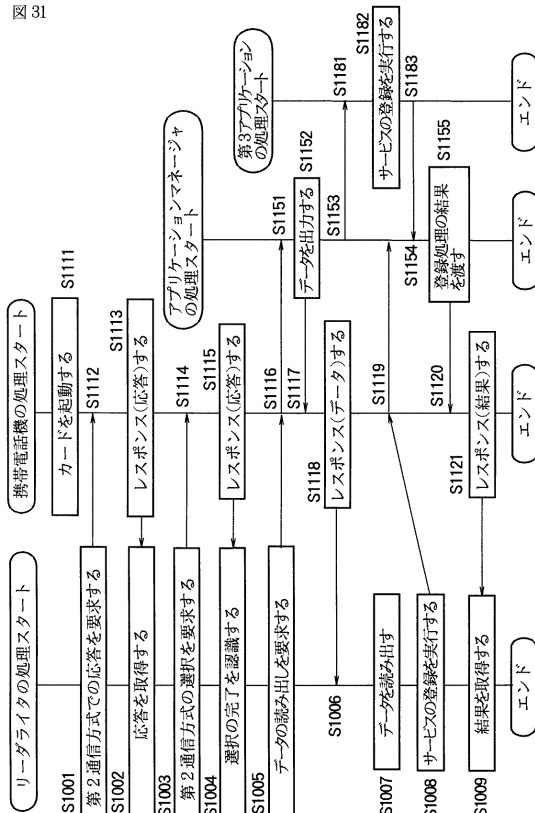 図 31
リーダライタの処理スタート
S1001
第２通信方式での応答を要求する
S1002
応答を取得する
S1003
第２通信方式の選択を要求する
S1004
選択の完了を認識する
S1005
データの読み出しを要求する
S1006
S1007
データを読み出す
S1008
サービスの登録を実行する
S1009
結果を取得する
エンド
携帯電話機の処理スタート
カードを起動する
S1111
S1112
S1113
レスポンス(応答)する
S1114
S1115
レスポンス(応答)する
S1116
S1117
S1118
レスポンス(データ)する
S1119
S1120
S1121
レスポンス(結果)する
エンド
アプリケーションマネージャ
の処理スタート
S1151
S1152
データを出力する
S1153
S1154
S1155
登録処理の結果
を渡す
エンド
第3アプリケーション
の処理スタート
S1181
S1182
サービスの登録を実行する
S1183
エンド